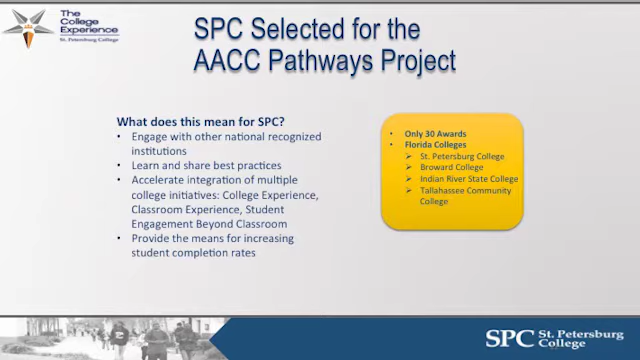 The
College
Experience
St. Petersburg College
SPC Selected for the
AACC Pathways Project
What does this mean for SPC?
• Engage with other national recognized
institutions
• Learn and share best practices
• Accelerate integration of multiple
college initiatives: College Experience,
Classroom Experience, Student
Engagement Beyond Classroom
• Provide the means for increasing
student completion rates
• Only 30 Awards
• Florida Colleges
➢ St. Petersburg College
➢ Broward College
➢ Indian River State College
➢ Tallahassee Community
College
SPC St. Petersburg
College